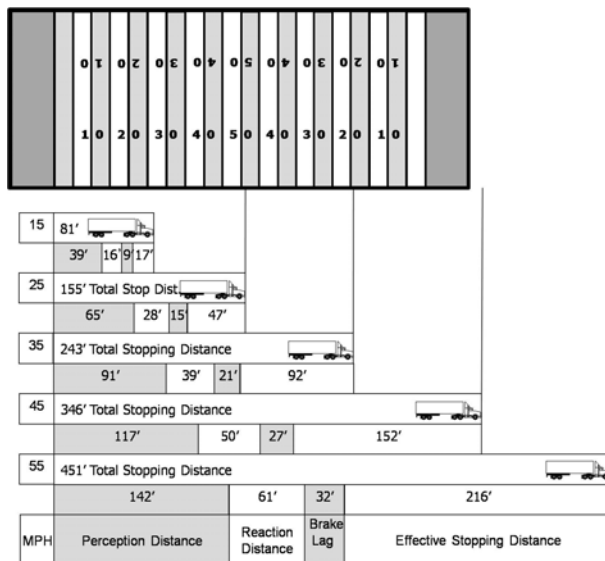 0 1 0 2 0 3 0 4 0 5 0 4 0 3 0 2 0 1
1 0 2 0 3 0 4 0 5 0 4 0 3 0 2 0 1 0
15 81'
39' 16' 9' 17'
25 155' Total Stop Dist.
65' 28' 15' 47'
35 243' Total Stopping Distance
91' 39' 21' 92'
45 346' Total Stopping Distance
117' 50' 27' 152'
55 451' Total Stopping Distance
142' 61' 32' 216'
MPH Perception Distance Reaction Distance Brake Lag Effective Stopping Distance